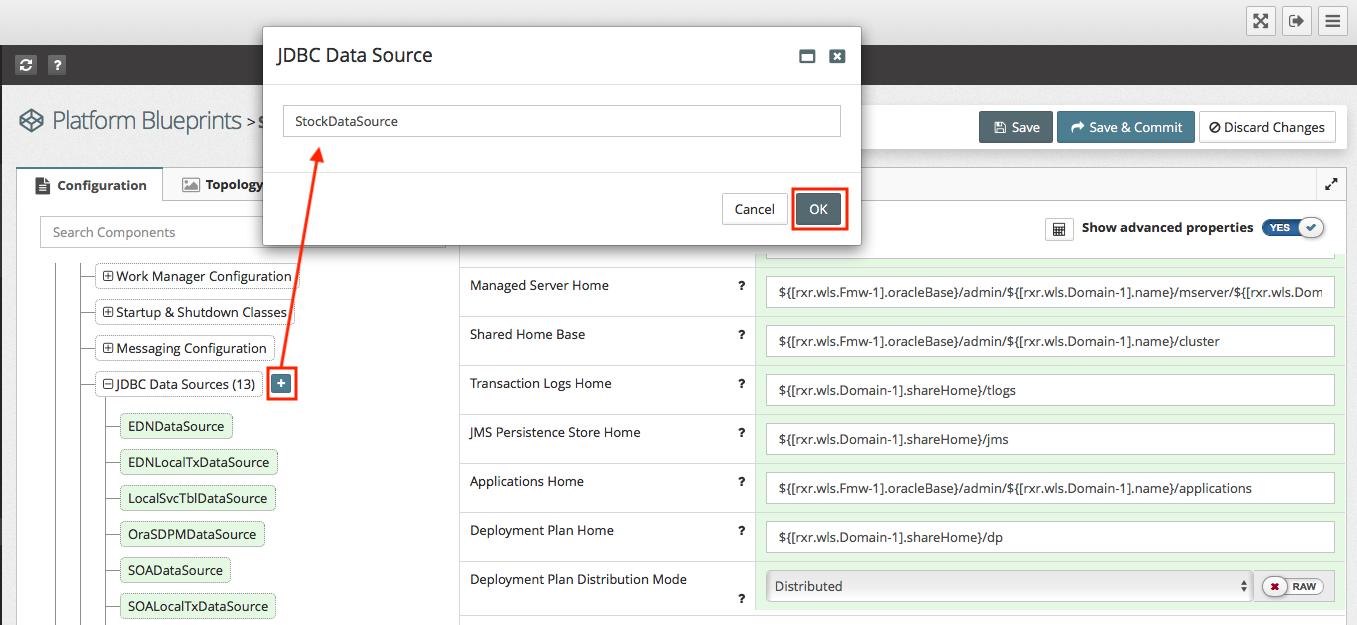 JDBC Data Source
StockDataSource
Cancel
OK
?
Platform Blueprints >
Save
Save & Commit
Discard Changes
Configuration
Topology
Search Components
Show advanced properties
YES
Work Manager Configuration
Startup & Shutdown Classes
Messaging Configuration
JDBC Data Sources (13)
+
EDNDataSource
EDNLocalTxDataSource
LocalSvcTblDataSource
OraSDPMDataSource
SOADataSource
SOALocalTxDataSource
Managed Server Home ? ${[rxr.wls.Fmw-1].oracleBase}/admin/${[rxr.wls.Domain-1].name}/mserver/${[rxr.wls.Dom
Shared Home Base ? ${[rxr.wls.Fmw-1].oracleBase}/admin/${[rxr.wls.Domain-1].name}/cluster
Transaction Logs Home ? ${[rxr.wls.Domain-1].shareHome}/tlogs
JMS Persistence Store Home ? ${[rxr.wls.Domain-1].shareHome}/jms
Applications Home ? ${[rxr.wls.Fmw-1].oracleBase}/admin/${[rxr.wls.Domain-1].name}/applications
Deployment Plan Home ? ${[rxr.wls.Domain-1].shareHome}/dp
Deployment Plan Distribution Mode ? Distributed RAW